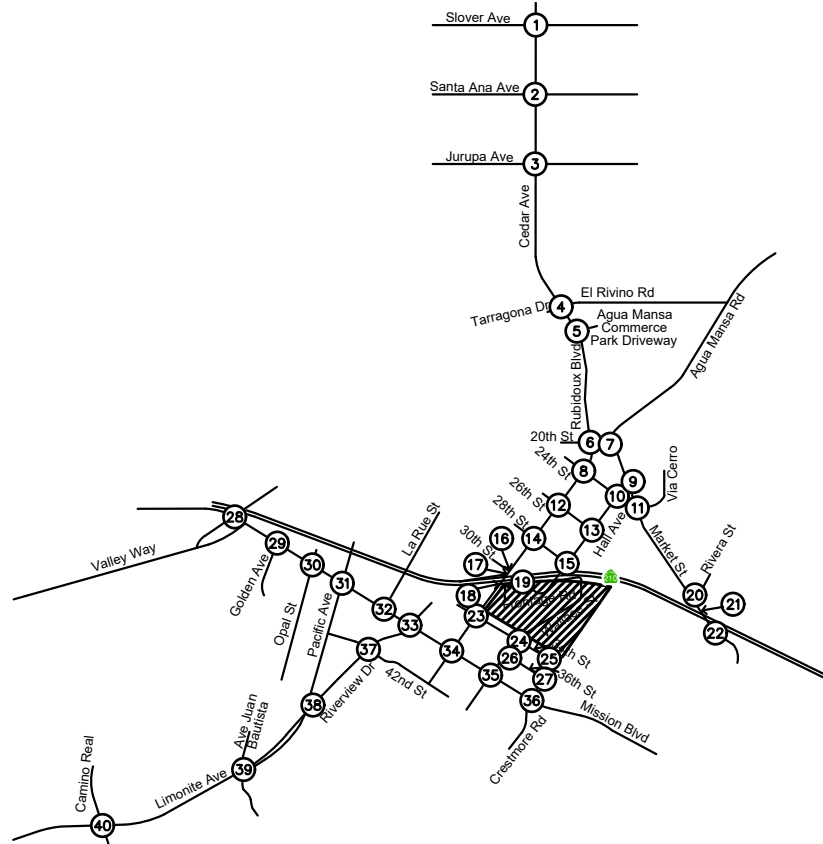 Slover Ave
1
Santa Ana Ave
2
Jurupa Ave
3
Cedar Ave
El Rivino Rd
4
Tarragona Dr
Agua Mansa
Commerce
Park Driveway
5
Agua Mansa Rd
Rubidoux Blvd
20th St
6
7
24th St
8
9
Via Cerro
10
11
26th St
12
13
Hall Ave
Market St
28th St
14
16
30th St
15
17
19
210
18
Rivera St
20
21
22
La Rue St
28
29
Valley Way
Golden Ave
30
31
Opal St
Pacific Ave
32
33
23
24
34
37
26
25
35
27
36th St
36
42nd St
Riverview Dr
38
Mission Blvd
Crestmore Rd
Ave Juan
Bautista
39
Limonite Ave
Camino Real
40